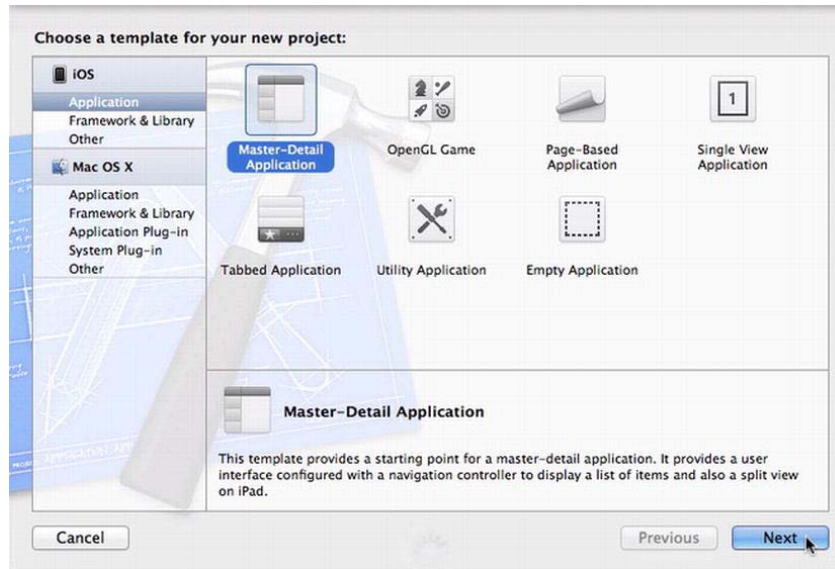 Choose a template for your new project:
iOS
Application
Framework & Library
Other
Mac OS X
Application
Framework & Library
Application Plug-in
System Plug-in
Other
Master-Detail
Application
OpenGL Game
Page-Based
Application
1
Single View
Application
Tabbed Application
Utility Application
Empty Application
Master-Detail Application
This template provides a starting point for a master-detail application. It provides a user
interface configured with a navigation controller to display a list of items and also a split view
on iPad.
Cancel
Previous
Next